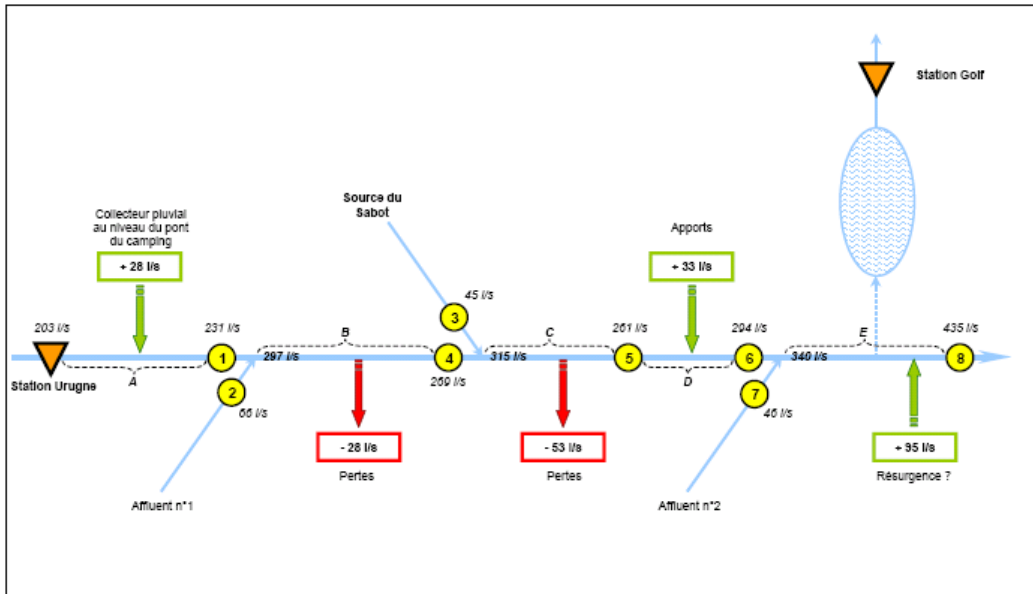 Station Golf
Source du
Sabot
Collecteur pluvial
au niveau du pont
du camping
+ 28 l/s
Apports
+ 33 l/s
45 l/s
203 l/s
231 l/s
B
3
C
261 l/s
294 l/s
E
435 l/s
1
297 l/s
4
315 l/s
5
6
340 l/s
8
Station Urugne
A
269 l/s
D
2
66 l/s
7
46 l/s
- 28 l/s
- 53 l/s
+ 95 l/s
Pertes
Pertes
Résurgence ?
Affluent n°1
Affluent n°2